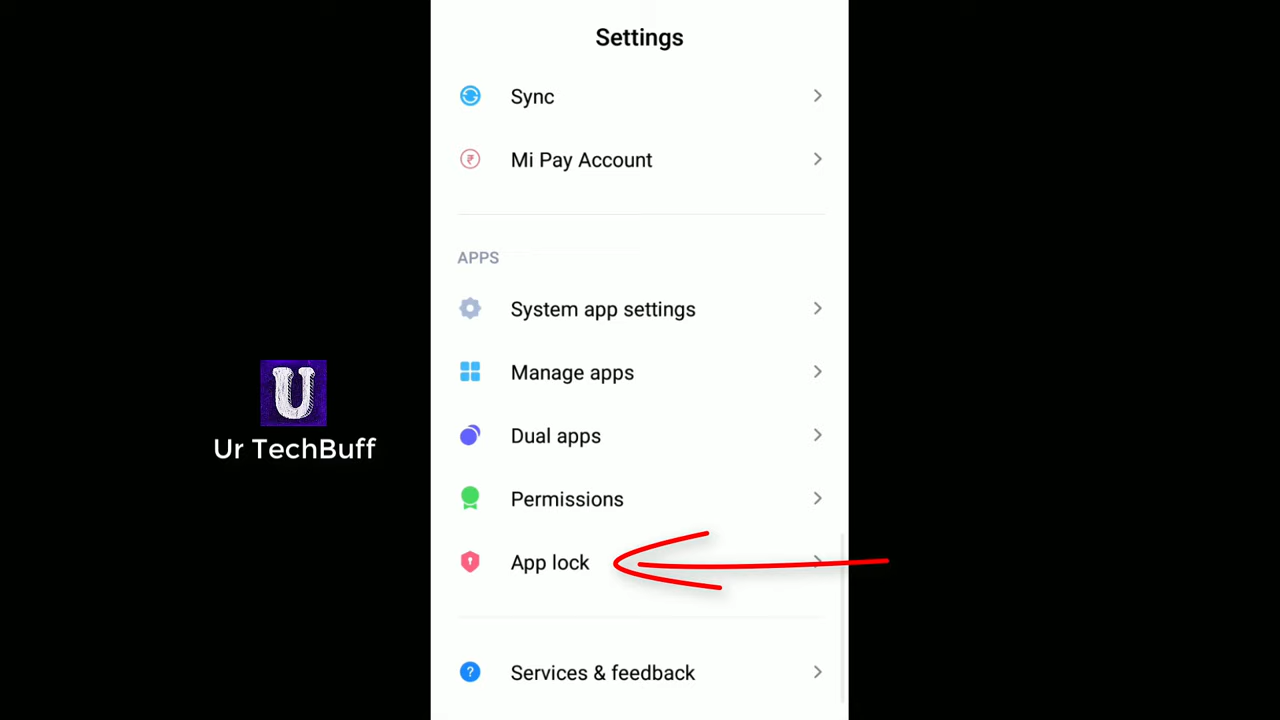 Settings
Sync
Mi Pay Account
APPS
System app settings
Manage apps
Dual apps
Permissions
App lock
Services & feedback
U
Ur TechBuff